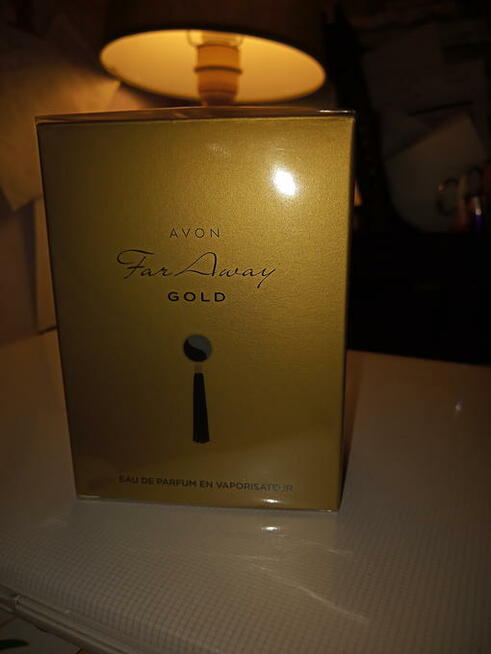 AVON
Far Away
GOLD
EAU DE PARFUM EN VAPORISATEUR